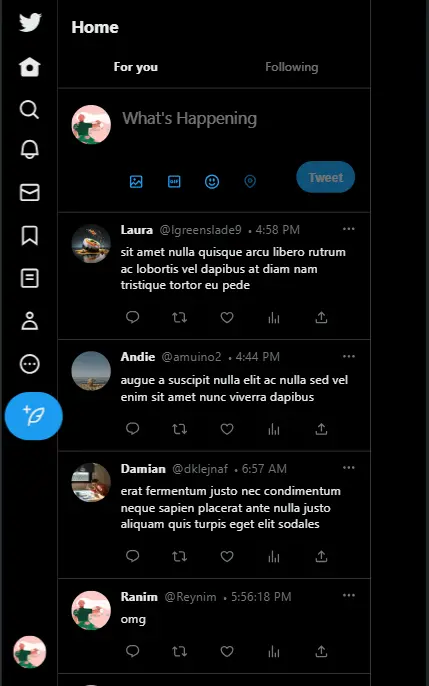 Home
For you
Following
What's Happening
GIF
Tweet
Laura @lgreenslade9 • 4:58 PM
sit amet nulla quisque arcu libero rutrum
ac lobortis vel dapibus at diam nam
tristique tortor eu pede
Andie @amuino2 • 4:44 PM
augue a suscipit nulla elit ac nulla sed vel
enim sit amet nunc viverra dapibus
Damian @dklejnaf • 6:57 AM
erat fermentum justo nec condimentum
neque sapien placerat ante nulla justo
aliquam quis turpis eget elit sodales
Ranim @Reynim • 5:56:18 PM
omg